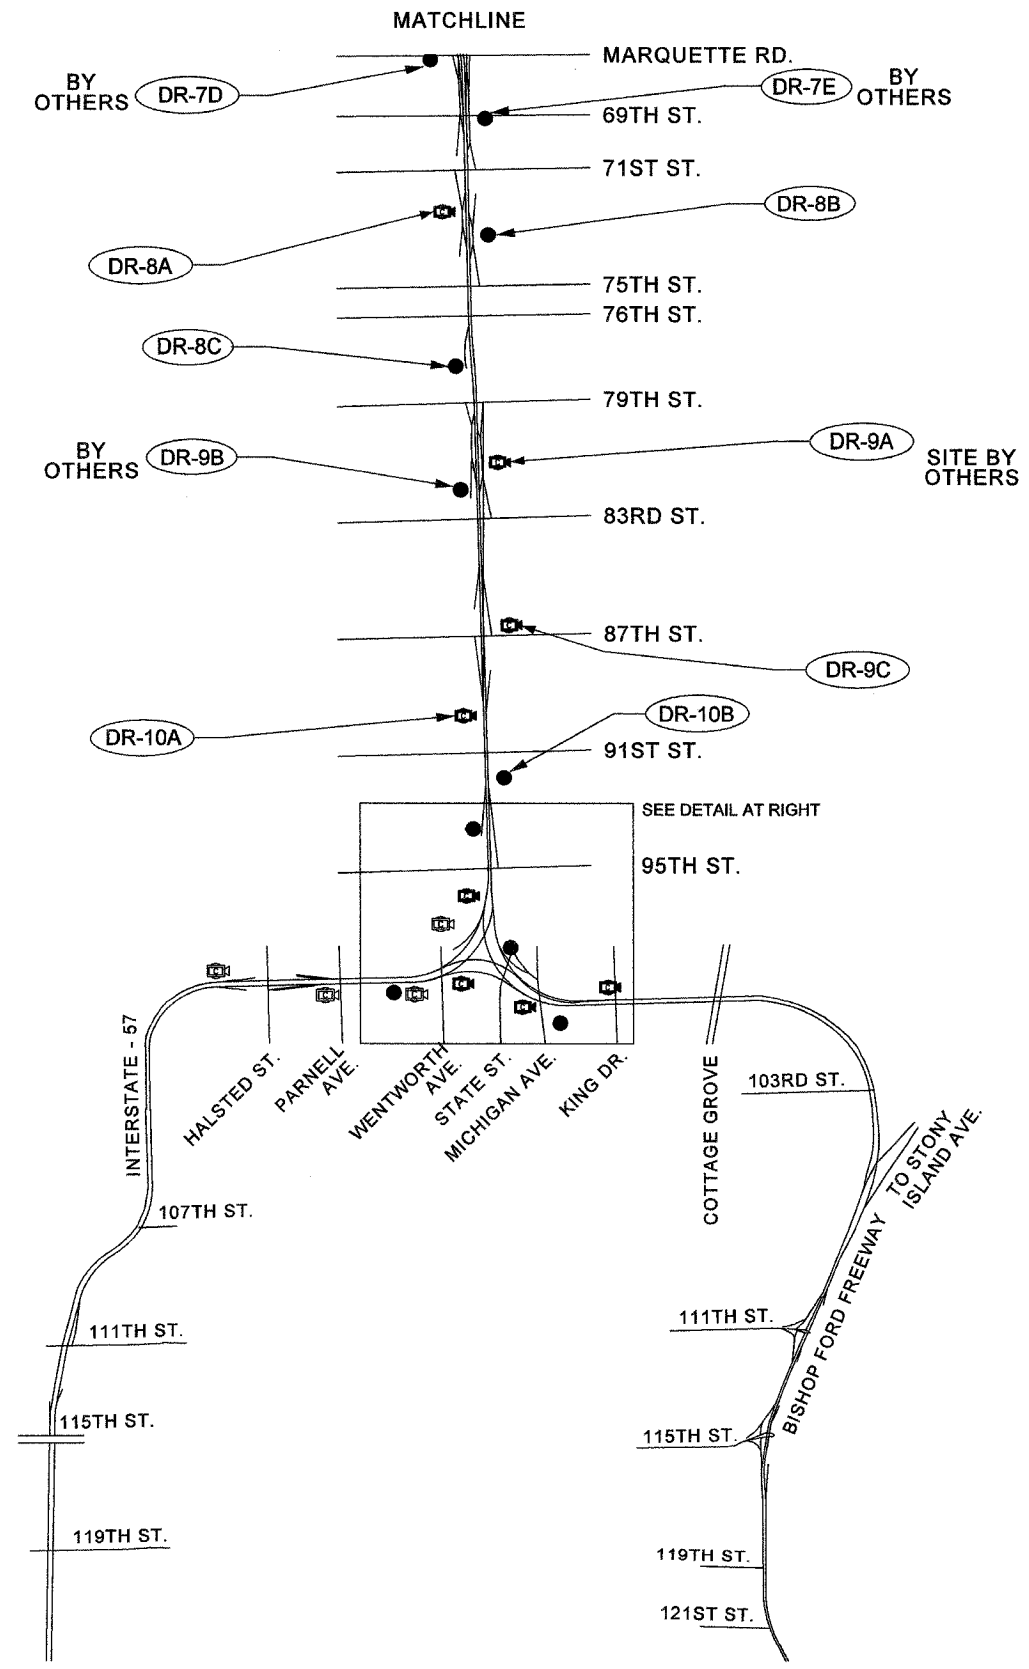 MATCHLINE
MARQUETTE RD.
BY
OTHERS
DR-7D
DR-7E
BY
OTHERS
69TH ST.
71ST ST.
DR-8B
DR-8A
75TH ST.
76TH ST.
DR-8C
79TH ST.
BY
OTHERS
DR-9B
DR-9A
SITE BY
OTHERS
83RD ST.
87TH ST.
DR-9C
DR-10A
DR-10B
91ST ST.
SEE DETAIL AT RIGHT
95TH ST.
INTERSTATE - 57
HALSTED ST.
PARNELL
AVE.
WENTWORTH
AVE.
STATE ST.
MICHIGAN AVE.
KING DR.
COTTAGE GROVE
103RD ST.
TO STONY
ISLAND AVE.
107TH ST.
BISHOP FORD FREEWAY
111TH ST.
111TH ST.
115TH ST.
115TH ST.
119TH ST.
119TH ST.
121ST ST.